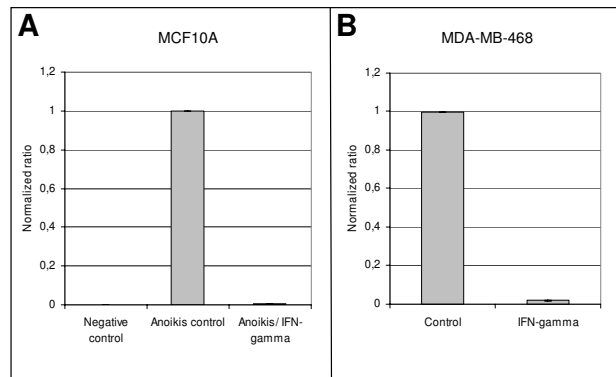 A
MCF10A
Normalized ratio
1,2
1
0,8
0,6
0,4
0,2
0
Negative
control
Anoikis control
Anoikis/ IFN-
gamma
B
MDA-MB-468
Normalized ratio
1,2
1
0,8
0,6
0,4
0,2
0
Control
IFN-gamma